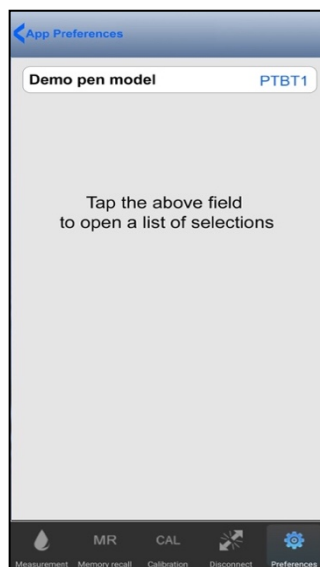 App Preferences
Demo pen model PTBT1
Tap the above field
to open a list of selections
MR CAL
Measurement Memory recall Calibration Disconnect Preferences